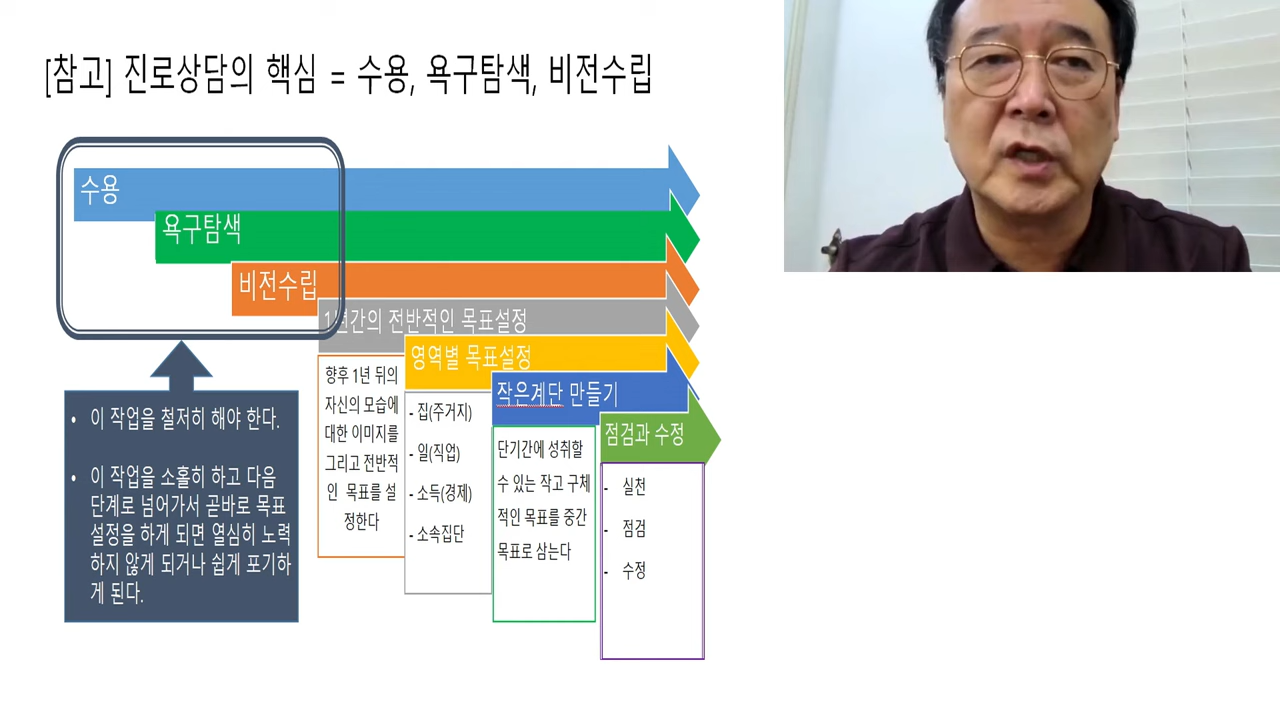 [참고] 진로상담의 핵심 = 수용, 욕구탐색, 비전수립
수용
욕구탐색
비전수립
1년간의 전반적인 목표설정
영역별 목표설정
작은계단 만들기
점검과 수정
• 이 작업을 철저히 해야 한다.
• 이 작업을 소홀히 하고 다음
단계로 넘어가서 곧바로 목표
설정을 하게 되면 열심히 노력
하지 않게 되거나 쉽게 포기하
게 된다.
향후 1년 뒤의
자신의 모습에
대한 이미지를
그리고 전반적
인 목표를 설
정한다
- 집(주거지)
- 일(직업)
- 소득(경제)
- 소속집단
단기간에 성취할
수 있는 작고 구체
적인 목표를 중간
목표로 삼는다
- 실천
- 점검
- 수정